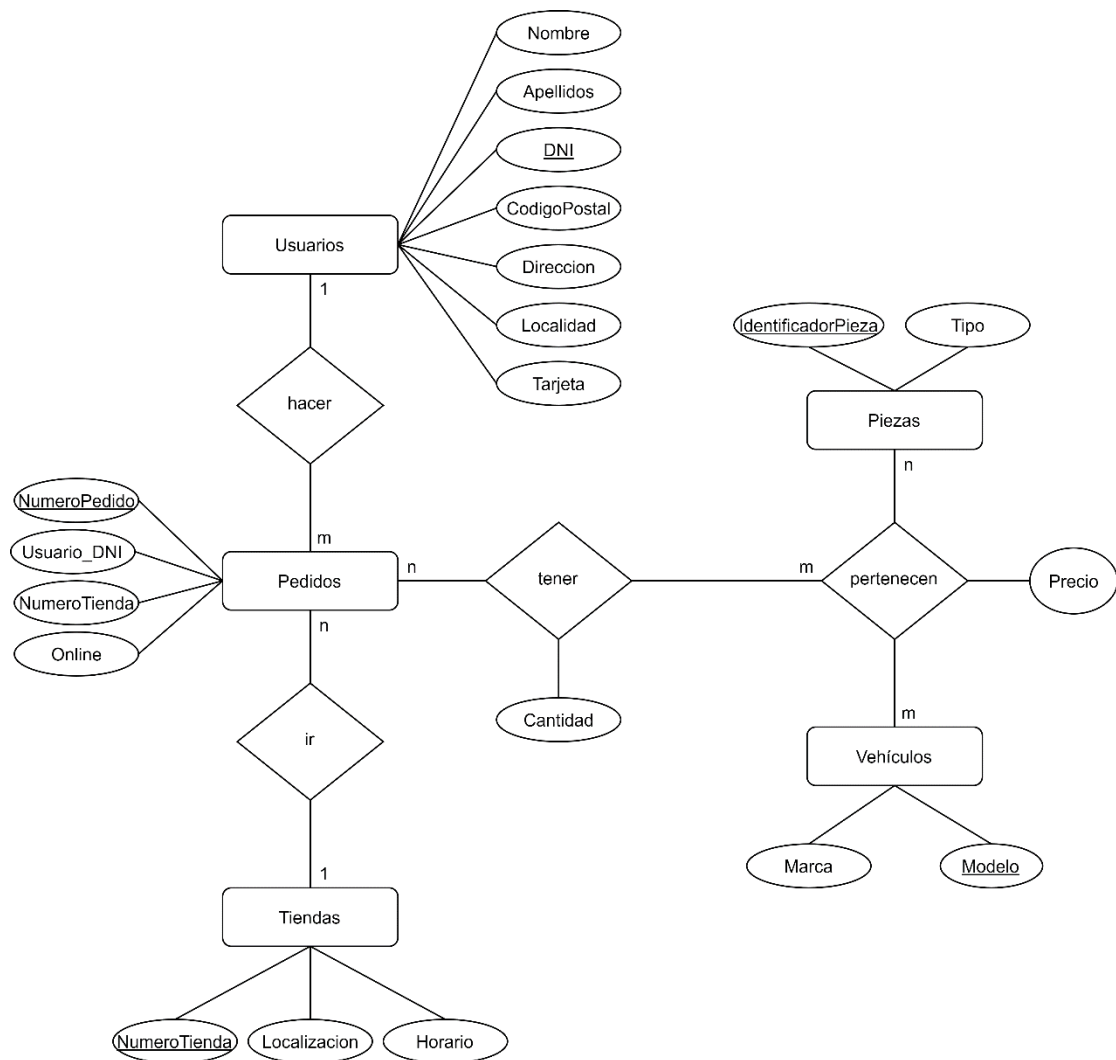 Nombre
Apellidos
DNI
CodigoPostal
Usuarios
Direccion
1
Localidad
IdentificadorPieza
Tipo
Tarjeta
hacer
Piezas
n
NumeroPedido
m
Usuario_DNI
Pedidos
n
tener
m
pertenecen
Precio
NumeroTienda
n
Online
Cantidad
m
ir
Vehículos
1
Marca
Modelo
Tiendas
NumeroTienda
Localizacion
Horario